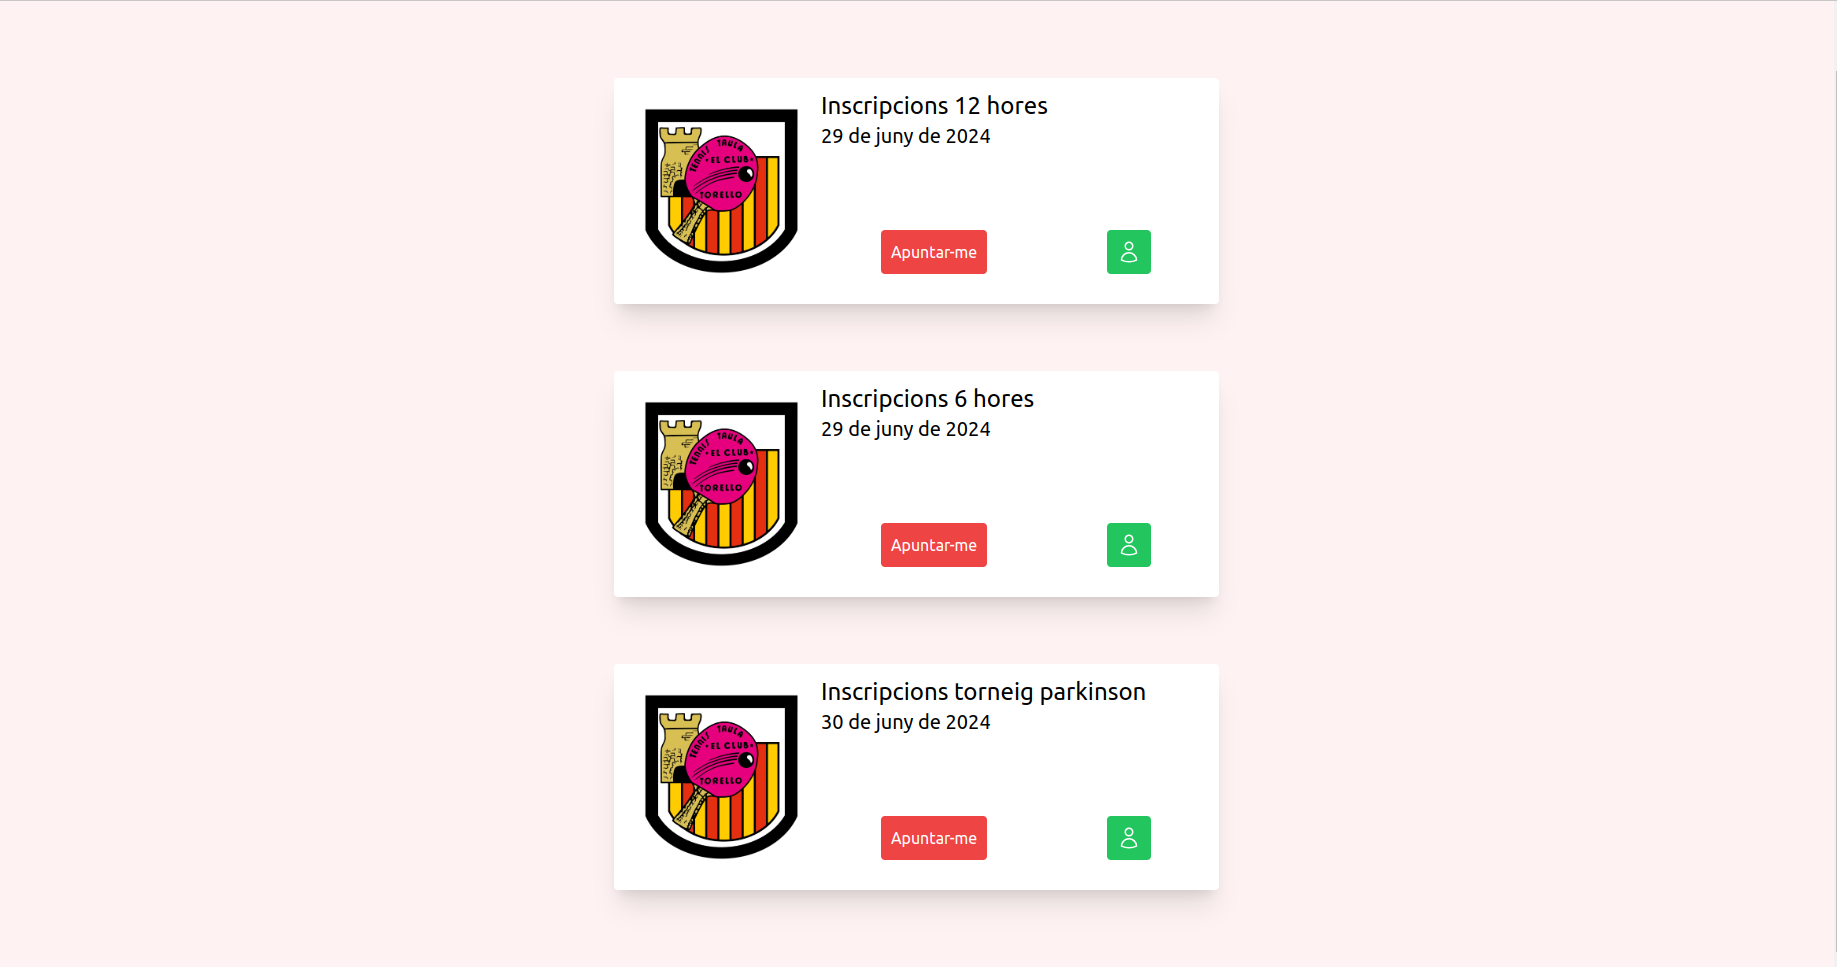 TENNIS TAULA
EL CLUB
TORELLO
Inscripcions 12 hores
29 de juny de 2024
Apuntar-me
TENNIS TAULA
EL CLUB
TORELLO
Inscripcions 6 hores
29 de juny de 2024
Apuntar-me
TENNIS TAULA
EL CLUB
TORELLO
Inscripcions torneig parkinson
30 de juny de 2024
Apuntar-me